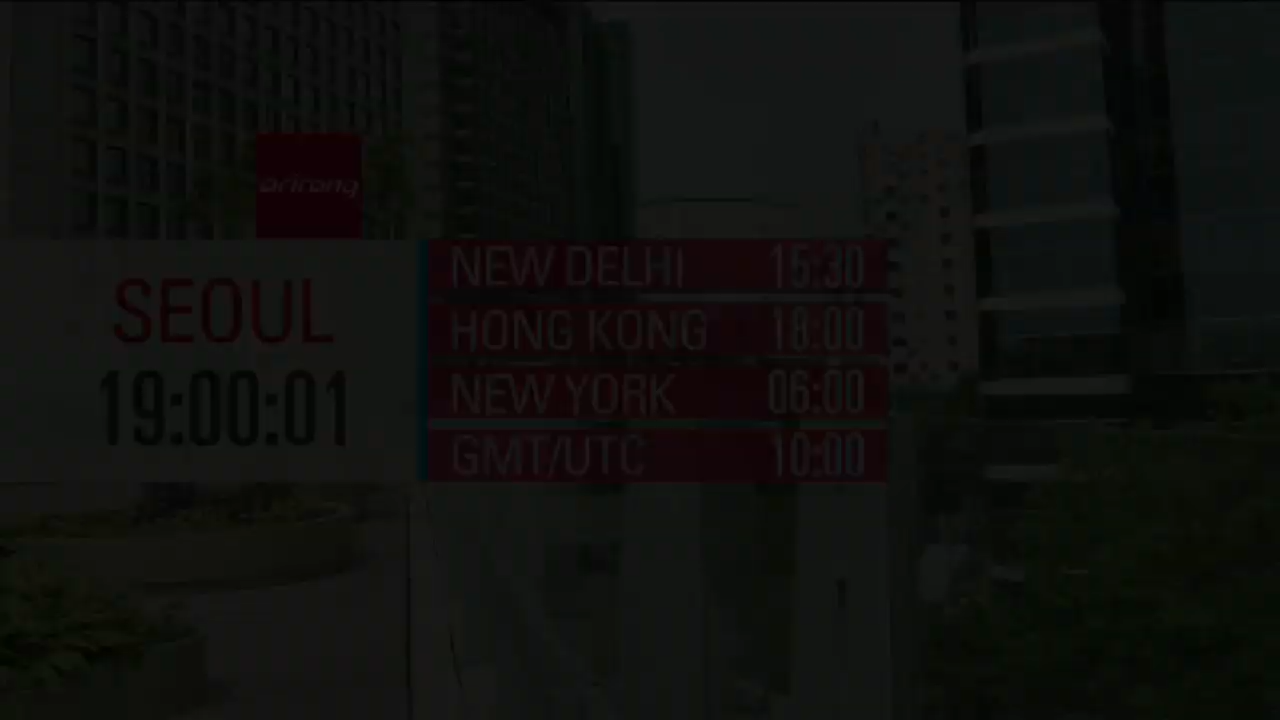 arirang
SEOUL
19:00:01
NEW DELHI 15:30
HONG KONG 18:00
NEW YORK 06:00
GMT/UTC 10:00